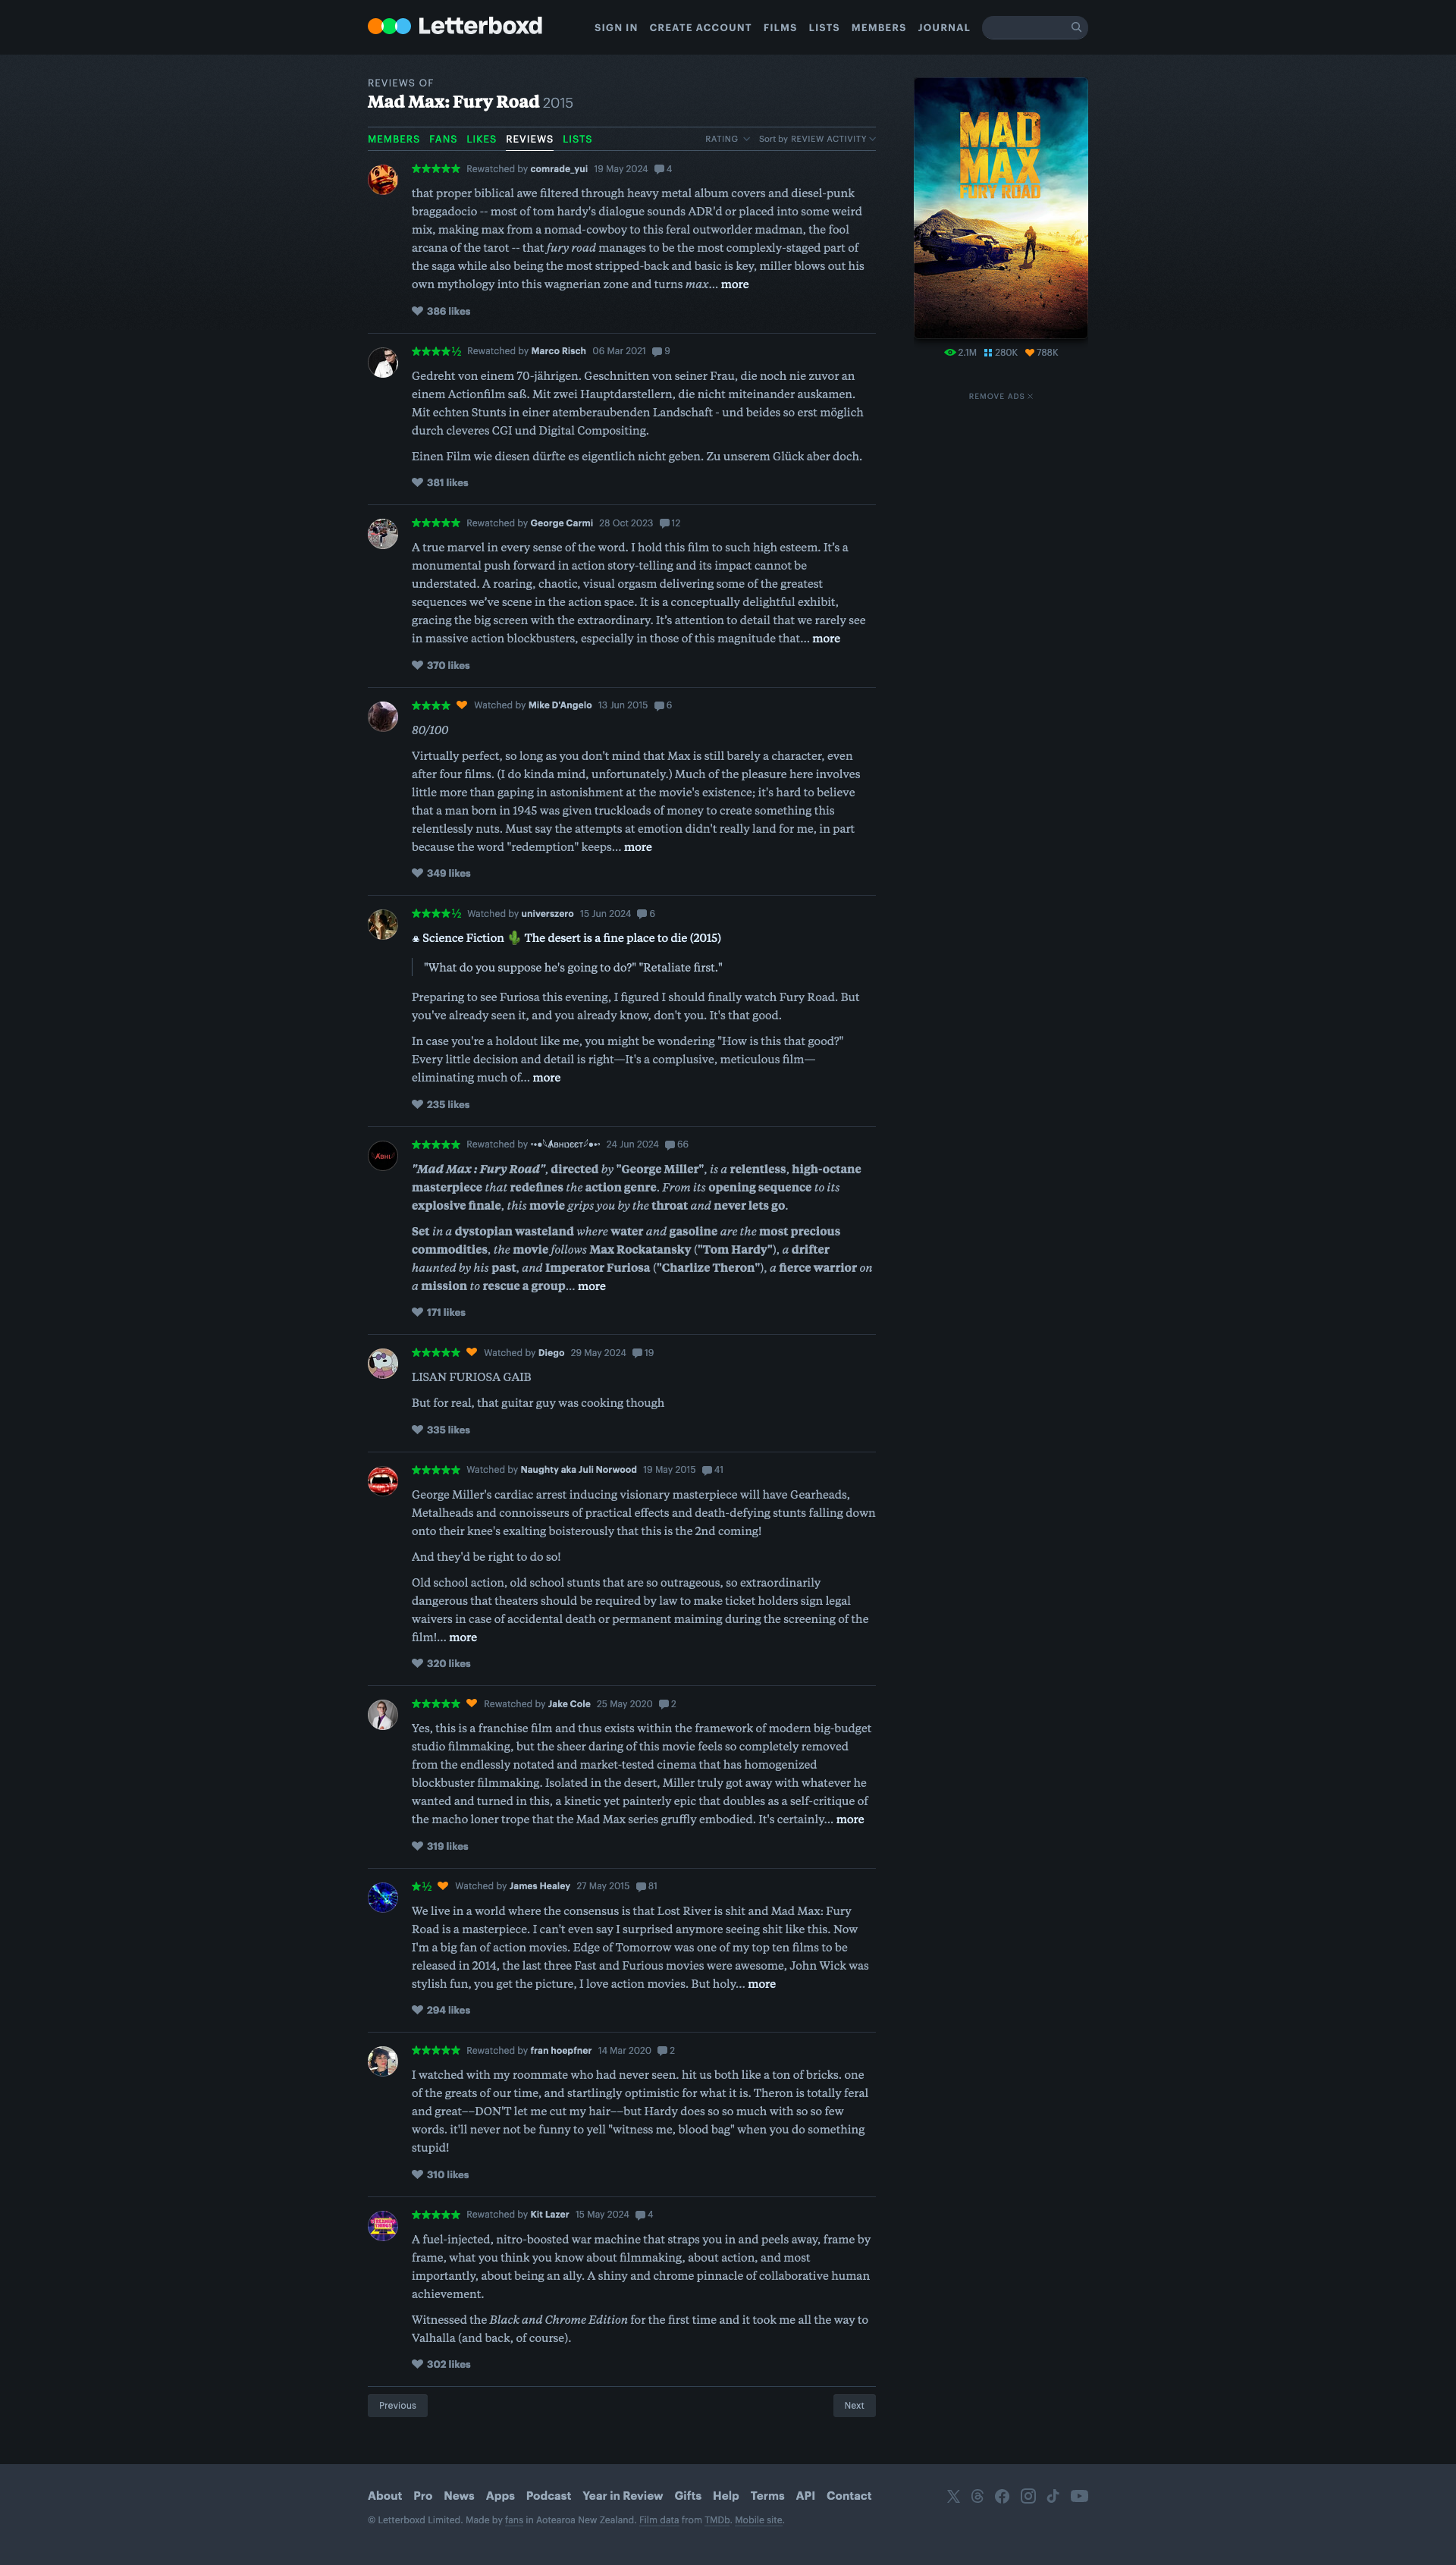 Letterboxd
SIGN IN CREATE ACCOUNT FILMS LISTS MEMBERS JOURNAL
REVIEWS OF
Mad Max: Fury Road 2015
MEMBERS FANS LIKES REVIEWS LISTS RATING Sort by REVIEW ACTIVITY
★★★★★ Rewatched by comrade_yui 19 May 2024 4
that proper biblical awe filtered through heavy metal album covers and diesel-punk
braggadocio -- most of tom hardy's dialogue sounds ADR'd or placed into some weird
mix, making max from a nomad-cowboy to this feral outworlder madman, the fool
arcana of the tarot -- that fury road manages to be the most complexly-staged part of
the saga while also being the most stripped-back and basic is key, miller blows out his
own mythology into this wagnerian zone and turns max... more
386 likes
★★★★½ Rewatched by Marco Risch 06 Mar 2021 9
Gedreht von einem 70-jährigen. Geschnitten von seiner Frau, die noch nie zuvor an
einem Actionfilm saß. Mit zwei Hauptdarstellern, die nicht miteinander auskamen.
Mit echten Stunts in einer atemberaubenden Landschaft - und beides so erst möglich
durch cleveres CGI und Digital Compositing.
Einen Film wie diesen dürfte es eigentlich nicht geben. Zu unserem Glück aber doch.
381 likes
★★★★★ Rewatched by George Carmi 28 Oct 2023 12
A true marvel in every sense of the word. I hold this film to such high esteem. It's a
monumental push forward in action story-telling and its impact cannot be
understated. A roaring, chaotic, visual orgasm delivering some of the greatest
sequences we've scene in the action space. It is a conceptually delightful exhibit,
gracing the big screen with the extraordinary. It's attention to detail that we rarely see
in massive action blockbusters, especially in those of this magnitude that... more
370 likes
★★★★ Watched by Mike D'Angelo 13 Jun 2015 6
80/100
Virtually perfect, so long as you don't mind that Max is still barely a character, even
after four films. (I do kinda mind, unfortunately.) Much of the pleasure here involves
little more than gaping in astonishment at the movie's existence; it's hard to believe
that a man born in 1945 was given truckloads of money to create something this
relentlessly nuts. Must say the attempts at emotion didn't really land for me, in part
because the word "redemption" keeps... more
349 likes
★★★★½ Watched by universzero 15 Jun 2024 6
Science Fiction 🌵 The desert is a fine place to die (2015)
"What do you suppose he's going to do?" "Retaliate first."
Preparing to see Furiosa this evening, I figured I should finally watch Fury Road. But
you've already seen it, and you already know, don't you. It's that good.
In case you're a holdout like me, you might be wondering "How is this that good?"
Every little decision and detail is right—It's a complusive, meticulous film—
eliminating much of... more
235 likes
★★★★★ Rewatched by 24 Jun 2024 66
"Mad Max : Fury Road", directed by "George Miller", is a relentless, high-octane
masterpiece that redefines the action genre. From its opening sequence to its
explosive finale, this movie grips you by the throat and never lets go.
Set in a dystopian wasteland where water and gasoline are the most precious
commodities, the movie follows Max Rockatansky ("Tom Hardy"), a drifter
haunted by his past, and Imperator Furiosa ("Charlize Theron"), a fierce warrior on
a mission to rescue a group... more
171 likes
★★★★★ Watched by Diego 29 May 2024 19
LISAN FURIOSA GAIB
But for real, that guitar guy was cooking though
335 likes
★★★★★ Watched by Naughty aka Juli Norwood 19 May 2015 41
George Miller's cardiac arrest inducing visionary masterpiece will have Gearheads,
Metalheads and connoisseurs of practical effects and death-defying stunts falling down
onto their knee's exalting boisterously that this is the 2nd coming!
And they'd be right to do so!
Old school action, old school stunts that are so outrageous, so extraordinarily
dangerous that theaters should be required by law to make ticket holders sign legal
waivers in case of accidental death or permanent maiming during the screening of the
film!... more
320 likes
★★★★★ Rewatched by Jake Cole 25 May 2020 2
Yes, this is a franchise film and thus exists within the framework of modern big-budget
studio filmmaking, but the sheer daring of this movie feels so completely removed
from the endlessly notated and market-tested cinema that has homogenized
blockbuster filmmaking. Isolated in the desert, Miller truly got away with whatever he
wanted and turned in this, a kinetic yet painterly epic that doubles as a self-critique of
the macho loner trope that the Mad Max series gruffly embodied. It's certainly... more
319 likes
★½ Watched by James Healey 27 May 2015 81
We live in a world where the consensus is that Lost River is shit and Mad Max: Fury
Road is a masterpiece. I can't even say I surprised anymore seeing shit like this. Now
I'm a big fan of action movies. Edge of Tomorrow was one of my top ten films to be
released in 2014, the last three Fast and Furious movies were awesome, John Wick was
stylish fun, you get the picture, I love action movies. But holy... more
294 likes
★★★★★ Rewatched by fran hoepfner 14 Mar 2020 2
I watched with my roommate who had never seen. hit us both like a ton of bricks. one
of the greats of our time, and startlingly optimistic for what it is. Theron is totally feral
and great––DON'T let me cut my hair––but Hardy does so so much with so so few
words. it'll never not be funny to yell "witness me, blood bag" when you do something
stupid!
310 likes
★★★★★ Rewatched by Kit Lazer 15 May 2024 4
A fuel-injected, nitro-boosted war machine that straps you in and peels away, frame by
frame, what you think you know about filmmaking, about action, and most
importantly, about being an ally. A shiny and chrome pinnacle of collaborative human
achievement.
Witnessed the Black and Chrome Edition for the first time and it took me all the way to
Valhalla (and back, of course).
302 likes
Previous Next
MAD
MAX
FURY ROAD
2.1M 280K 788K
REMOVE ADS
About Pro News Apps Podcast Year in Review Gifts Help Terms API Contact
© Letterboxd Limited. Made by fans in Aotearoa New Zealand. Film data from TMDb. Mobile site.